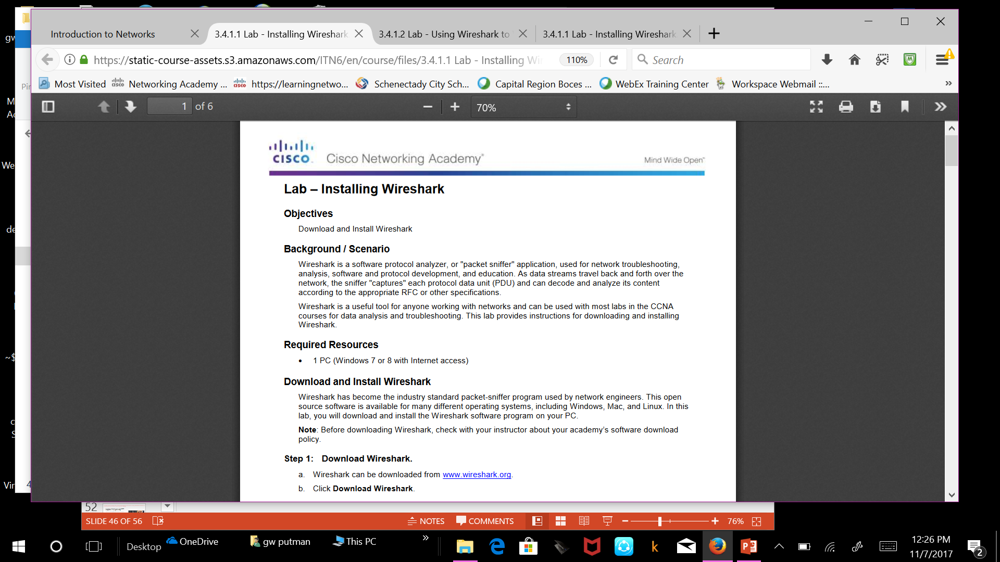 Introduction to Networks
3.4.1.1 Lab - Installing Wireshark
3.4.1.2 Lab - Using Wireshark to
3.4.1.1 Lab - Installing Wireshark
https://static-course-assets.s3.amazonaws.com/ITN6/en/course/files/3.4.1.1 Lab - Installing Wi
110%
Search
Most Visited
Networking Academy ...
https://learningnetwo...
Schenectady City Sch...
Capital Region Boces ...
WebEx Training Center
Workspace Webmail ::...
1 of 6
70%
CISCO
Cisco Networking Academy®
Mind Wide Open™
Lab – Installing Wireshark
Objectives
Download and Install Wireshark
Background / Scenario
Wireshark is a software protocol analyzer, or "packet sniffer" application, used for network troubleshooting,
analysis, software and protocol development, and education. As data streams travel back and forth over the
network, the sniffer "captures" each protocol data unit (PDU) and can decode and analyze its content
according to the appropriate RFC or other specifications.
Wireshark is a useful tool for anyone working with networks and can be used with most labs in the CCNA
courses for data analysis and troubleshooting. This lab provides instructions for downloading and installing
Wireshark.
Required Resources
• 1 PC (Windows 7 or 8 with Internet access)
Download and Install Wireshark
Wireshark has become the industry standard packet-sniffer program used by network engineers. This open
source software is available for many different operating systems, including Windows, Mac, and Linux. In this
lab, you will download and install the Wireshark software program on your PC.
Note: Before downloading Wireshark, check with your instructor about your academy's software download
policy.
Step 1: Download Wireshark.
a. Wireshark can be downloaded from www.wireshark.org.
b. Click Download Wireshark.
52
SLIDE 46 OF 56
NOTES
COMMENTS
76%
Desktop
OneDrive
gw putman
This PC
12:26 PM
11/7/2017
2